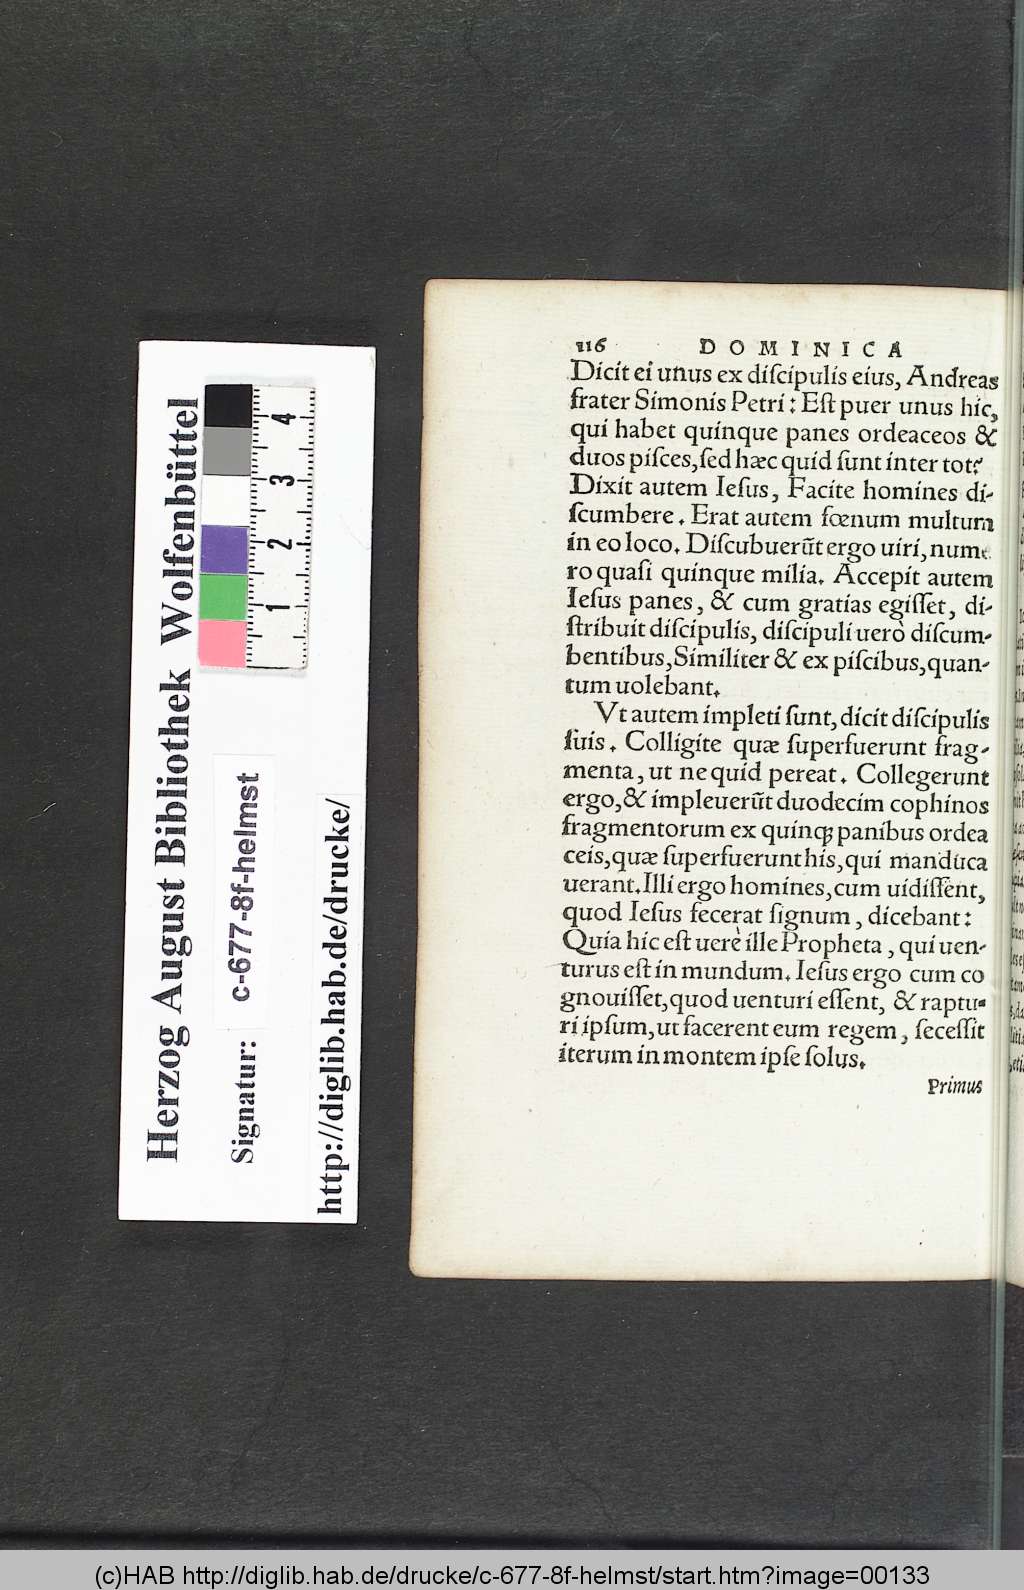 116 DOMINICA
Dicit ei unus ex diſcipulis eius, Andreas
frater Simonis Petri: Eſt puer unus hic,
qui habet quinque panes ordeaceos &
duos piſces, ſed hæc quid ſunt inter tot?
Dixit autem Ieſus, Facite homines di-
ſcumbere. Erat autem fœnum multum
in eo loco. Diſcubuerūt ergo uiri, nume
ro quaſi quinque milia. Accepit autem
Ieſus panes, & cum gratias egiſſet, di-
ſtribuit diſcipulis, diſcipuli uerò diſcum-
bentibus, Similiter & ex piſcibus, quan-
tum uolebant.
Vt autem impleti ſunt, dicit diſcipulis
ſuis. Colligite quæ ſuperfuerunt frag-
menta, ut ne quid pereat. Collegerunt
ergo, & impleuerūt duodecim cophinos
fragmentorum ex quinqꝫ panibus ordea
ceis, quæ ſuperfuerunt his, qui manduca
uerant. Illi ergo homines, cum uidiſſent,
quod Ieſus fecerat ſignum, dicebant:
Quia hic eſt uerè ille Propheta, qui uen-
turus eſt in mundum. Ieſus ergo cum co
gnouiſſet, quod uenturi eſſent, & raptu-
ri ipſum, ut facerent eum regem, ſeceſſit
iterum in montem ipſe ſolus.
Primus
Herzog August Bibliothek Wolfenbüttel
Signatur: c-677-8f-helmst
http://diglib.hab.de/drucke/
4
3
2
1
(c)HAB http://diglib.hab.de/drucke/c-677-8f-helmst/start.htm?image=00133